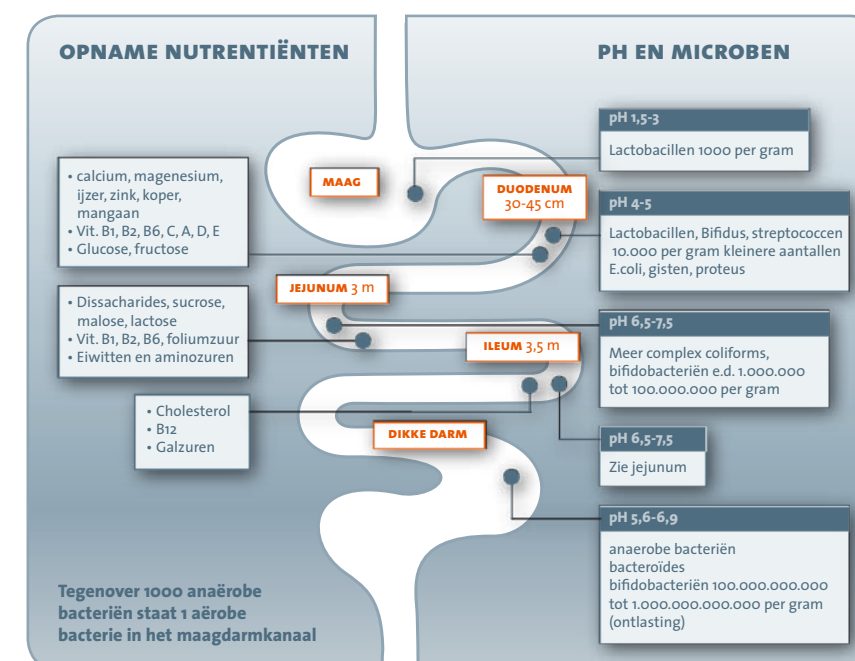 OPNAME NUTRENTIËNTEN
• calcium, magenesium,
ijzer, zink, koper,
mangaan
• Vit. B1, B2, B6, C, A, D, E
• Glucose, fructose
• Dissacharides, sucrose,
malose, lactose
• Vit. B1, B2, B6, foliumzuur
• Eiwitten en aminozuren
• Cholesterol
• B12
• Galzuren
Tegenover 1000 anaërobe
bacteriën staat 1 aërobe
bacterie in het maagdarmkanaal
MAAG
DUODENUM
30-45 cm
JEJUNUM 3 m
ILEUM 3,5 m
DIKKE DARM
PH EN MICROBEN
pH 1,5-3
Lactobacillen 1000 per gram
pH 4-5
Lactobacillen, Bifidus, streptococcen
10.000 per gram kleinere aantallen
E.coli, gisten, proteus
pH 6,5-7,5
Meer complex coliforms,
bifidobacteriën e.d. 1.000.000
tot 100.000.000 per gram
pH 6,5-7,5
Zie jejunum
pH 5,6-6,9
anaerobe bacteriën
bacteroïdes
bifidobacteriën 100.000.000.000
tot 1.000.000.000.000 per gram
(ontlasting)